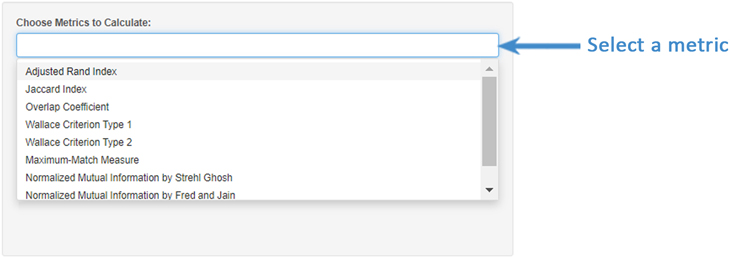 Choose Metrics to Calculate:
Select a metric
Adjusted Rand Index
Jaccard Index
Overlap Coefficient
Wallace Criterion Type 1
Wallace Criterion Type 2
Maximum-Match Measure
Normalized Mutual Information by Strehl Ghosh
Normalized Mutual Information by Fred and Jain